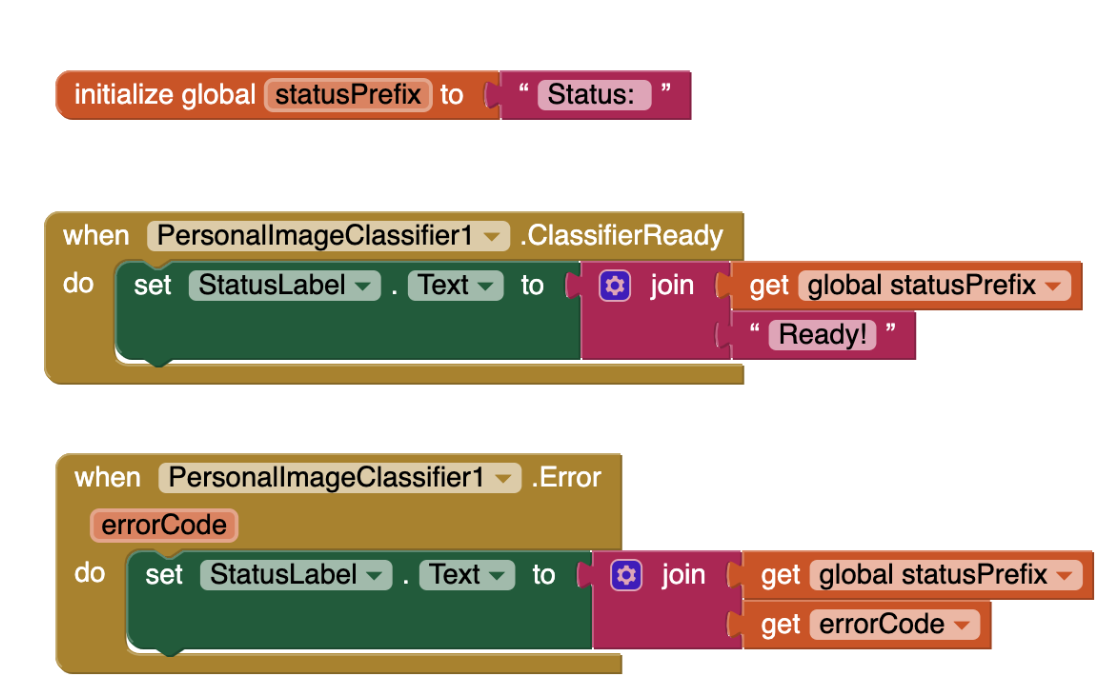 initialize global statusPrefix to “ Status: ”
when PersonalImageClassifier1 .ClassifierReady
do set StatusLabel . Text to join get global statusPrefix
“ Ready! ”
when PersonalImageClassifier1 .Error
errorCode
do set StatusLabel . Text to join get global statusPrefix
get errorCode